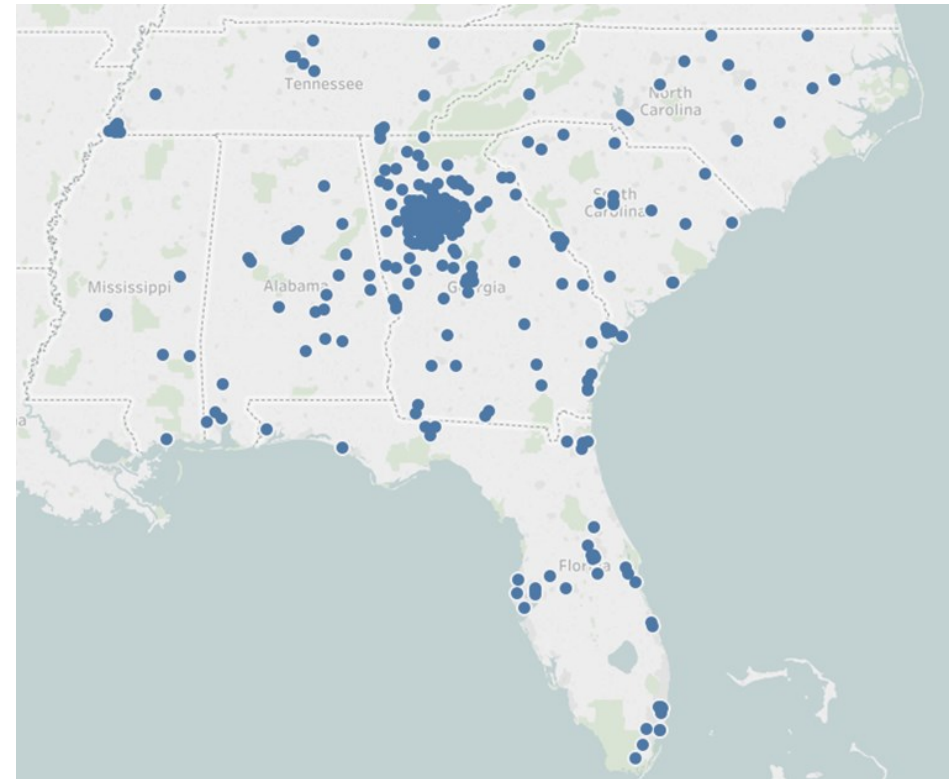 Tennessee
North
Carolina
South
Carolina
Mississippi
Alabama
Georgia
Florida